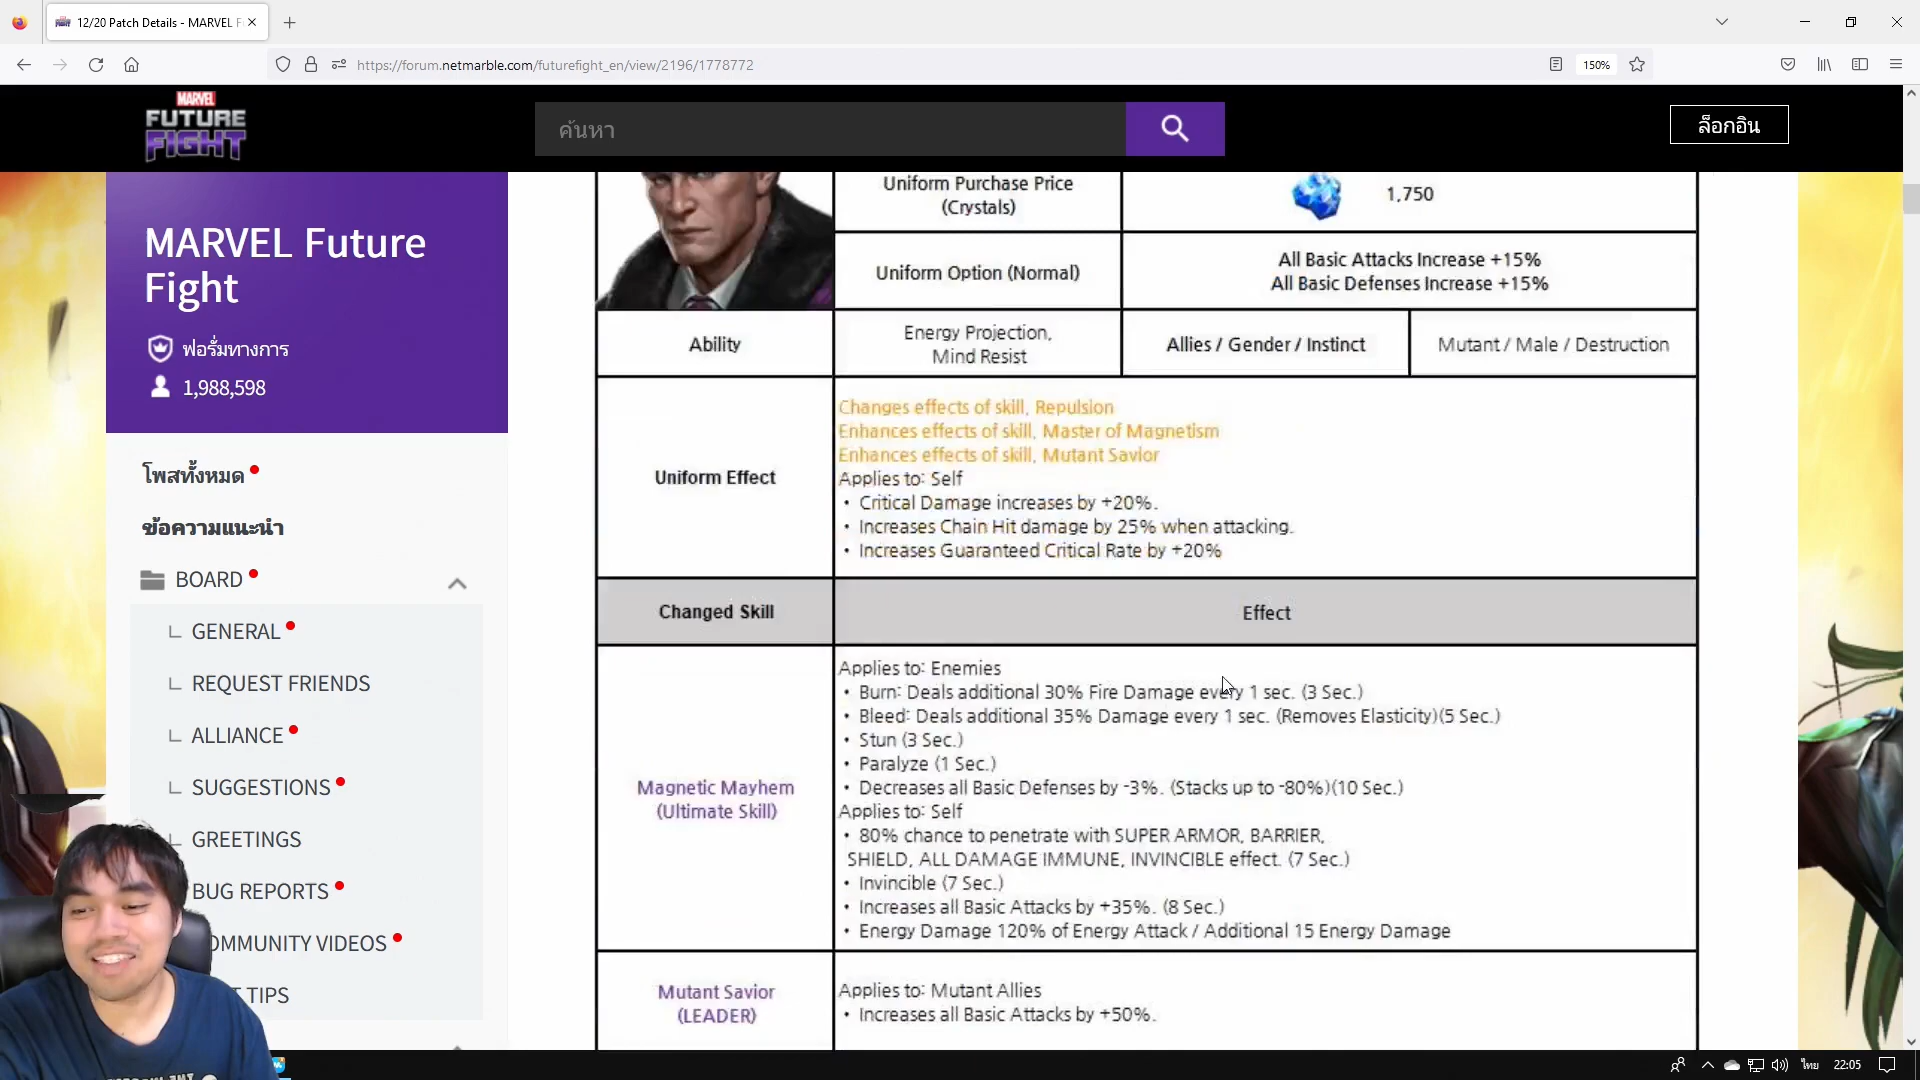 12/20 Patch Details - MARVEL F
https://forum.netmarble.com/futurefight_en/view/2196/1778772
150%
MARVEL
FUTURE
FIGHT
ค้นหา
ล็อกอิน
MARVEL Future
Fight
ฟอรั่มทางการ
1,988,598
โพสทั้งหมด
ข้อความแนะนำ
BOARD
GENERAL
REQUEST FRIENDS
ALLIANCE
SUGGESTIONS
GREETINGS
BUG REPORTS
OMMUNITY VIDEOS
TIPS
Uniform Purchase Price
(Crystals)
1,750
Uniform Option (Normal)
All Basic Attacks Increase +15%
All Basic Defenses Increase +15%
Ability
Energy Projection,
Mind Resist
Allies / Gender / Instinct
Mutant / Male / Destruction
Uniform Effect
Changes effects of skill, Repulsion
Enhances effects of skill, Master of Magnetism
Enhances effects of skill, Mutant Savior
Applies to: Self
• Critical Damage increases by +20%.
• Increases Chain Hit damage by 25% when attacking.
• Increases Guaranteed Critical Rate by +20%
Changed Skill
Effect
Magnetic Mayhem
(Ultimate Skill)
Applies to: Enemies
• Burn: Deals additional 30% Fire Damage every 1 sec. (3 Sec.)
• Bleed: Deals additional 35% Damage every 1 sec. (Removes Elasticity)(5 Sec.)
• Stun (3 Sec.)
• Paralyze (1 Sec.)
• Decreases all Basic Defenses by -3%. (Stacks up to -80%)(10 Sec.)
Applies to: Self
• 80% chance to penetrate with SUPER ARMOR, BARRIER,
SHIELD, ALL DAMAGE IMMUNE, INVINCIBLE effect. (7 Sec.)
• Invincible (7 Sec.)
• Increases all Basic Attacks by +35%. (8 Sec.)
• Energy Damage 120% of Energy Attack / Additional 15 Energy Damage
Mutant Savior
(LEADER)
Applies to: Mutant Allies
• Increases all Basic Attacks by +50%.
ไทย
22:05